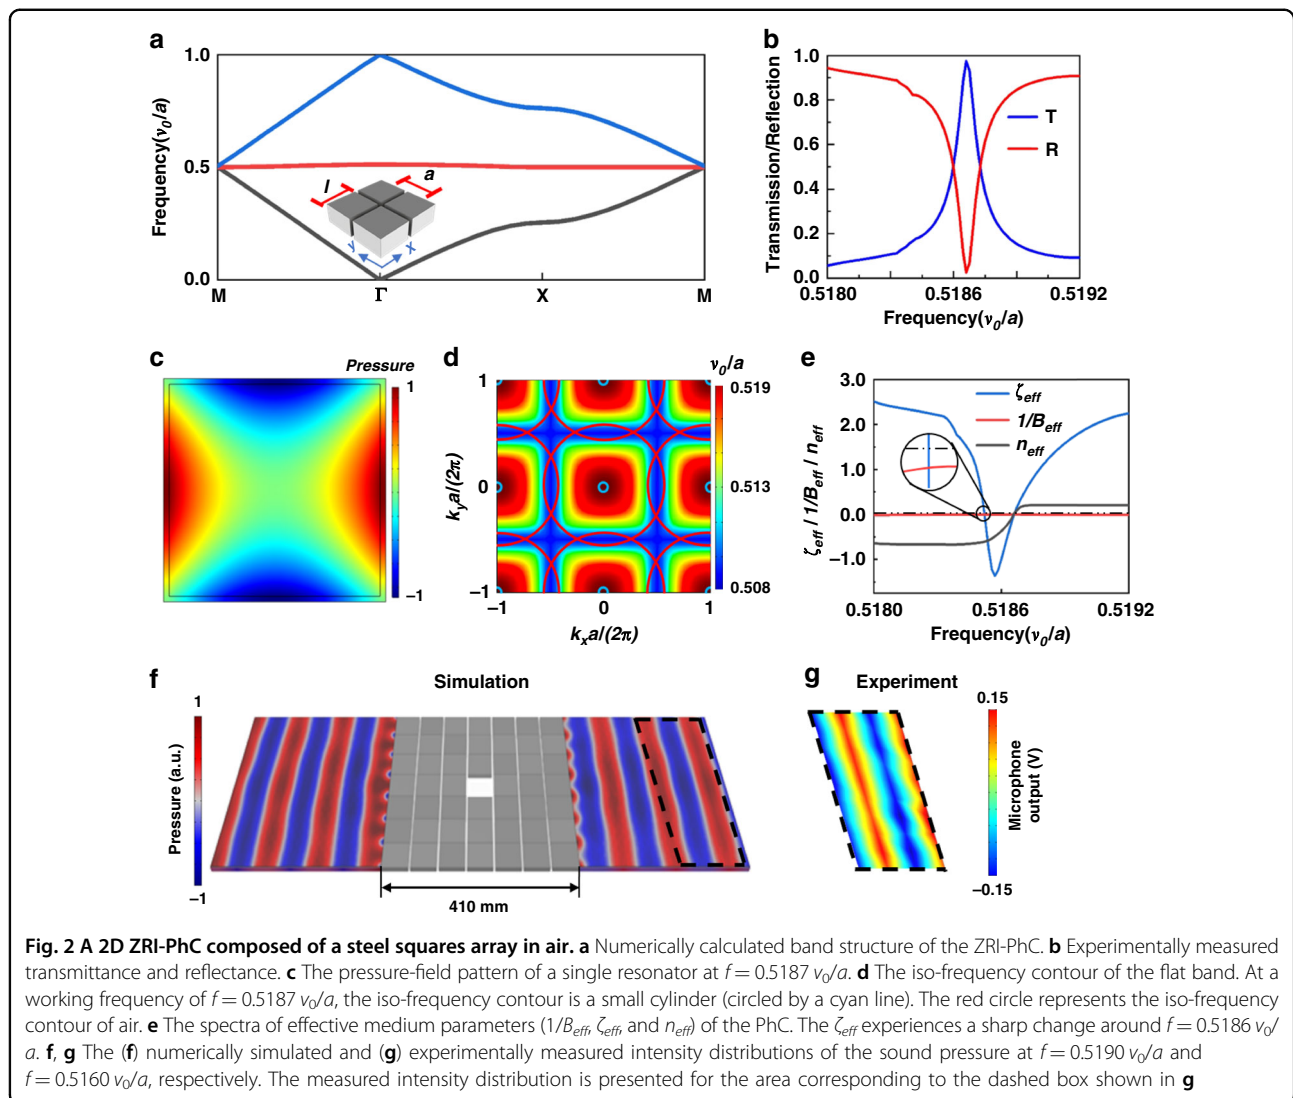 a
1.0
0.5
0.0
Frequency(ν₀/a)
l
a
y
x
M
Γ
X
M
b
1.0
0.8
0.6
0.4
0.2
0.0
Transmission/Reflection
T
R
0.5180
0.5186
0.5192
Frequency(ν₀/a)
c
Pressure
1
−1
d
ν₀/a
1
0
−1
kᵧa/(2π)
−1
0
1
kₓa/(2π)
0.519
0.513
0.508
e
3.0
2.0
1.0
0.0
−1.0
ζeff / 1/Beff / neff
ζeff
1/Beff
neff
0.5180
0.5186
0.5192
Frequency(ν₀/a)
f
Simulation
1
−1
Pressure (a.u.)
410 mm
g
Experiment
0.15
−0.15
Microphone
output (V)
Fig. 2 A 2D ZRI-PhC composed of a steel squares array in air. a Numerically calculated band structure of the ZRI-PhC. b Experimentally measured
transmittance and reflectance. c The pressure-field pattern of a single resonator at f = 0.5187 ν₀/a. d The iso-frequency contour of the flat band. At a
working frequency of f = 0.5187 ν₀/a, the iso-frequency contour is a small cylinder (circled by a cyan line). The red circle represents the iso-frequency
contour of air. e The spectra of effective medium parameters (1/Beff, ζeff, and neff) of the PhC. The ζeff experiences a sharp change around f = 0.5186 ν₀/
a. f, g The (f) numerically simulated and (g) experimentally measured intensity distributions of the sound pressure at f = 0.5190 ν₀/a and
f = 0.5160 ν₀/a, respectively. The measured intensity distribution is presented for the area corresponding to the dashed box shown in g